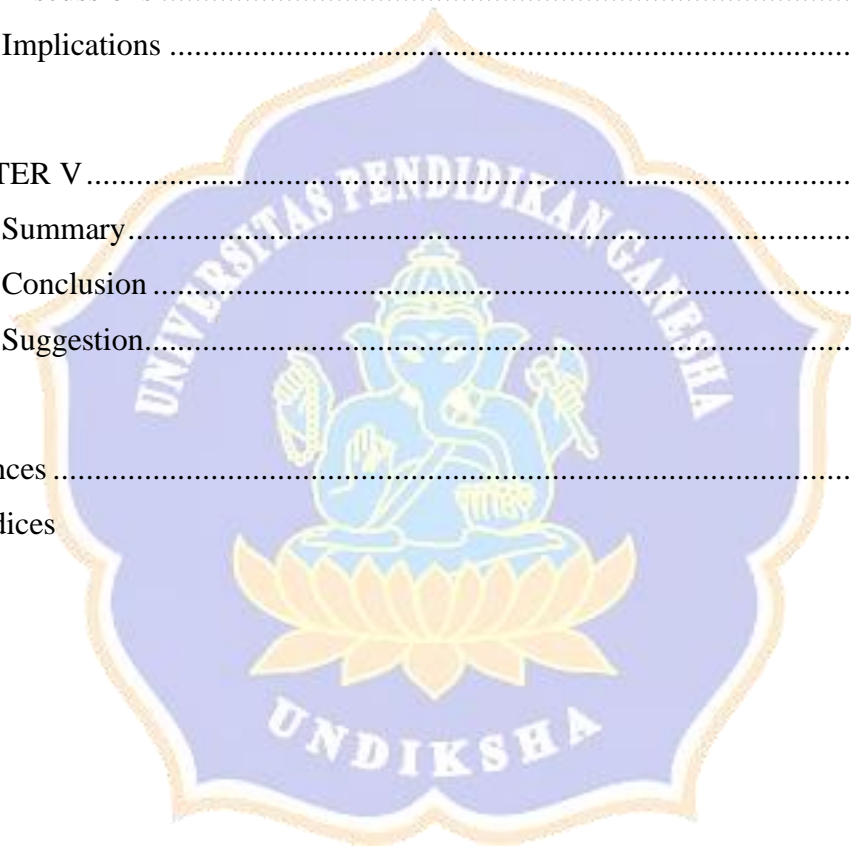 Implications ....................................................................................
TER V ............................................................................................
UNIVERSITAS PENDIDIKAN GANESHA
Summary.........................................................................................
Conclusion ......................................................................................
Suggestion.......................................................................................
nces ................................................................................................
dices
UNDIKSHA